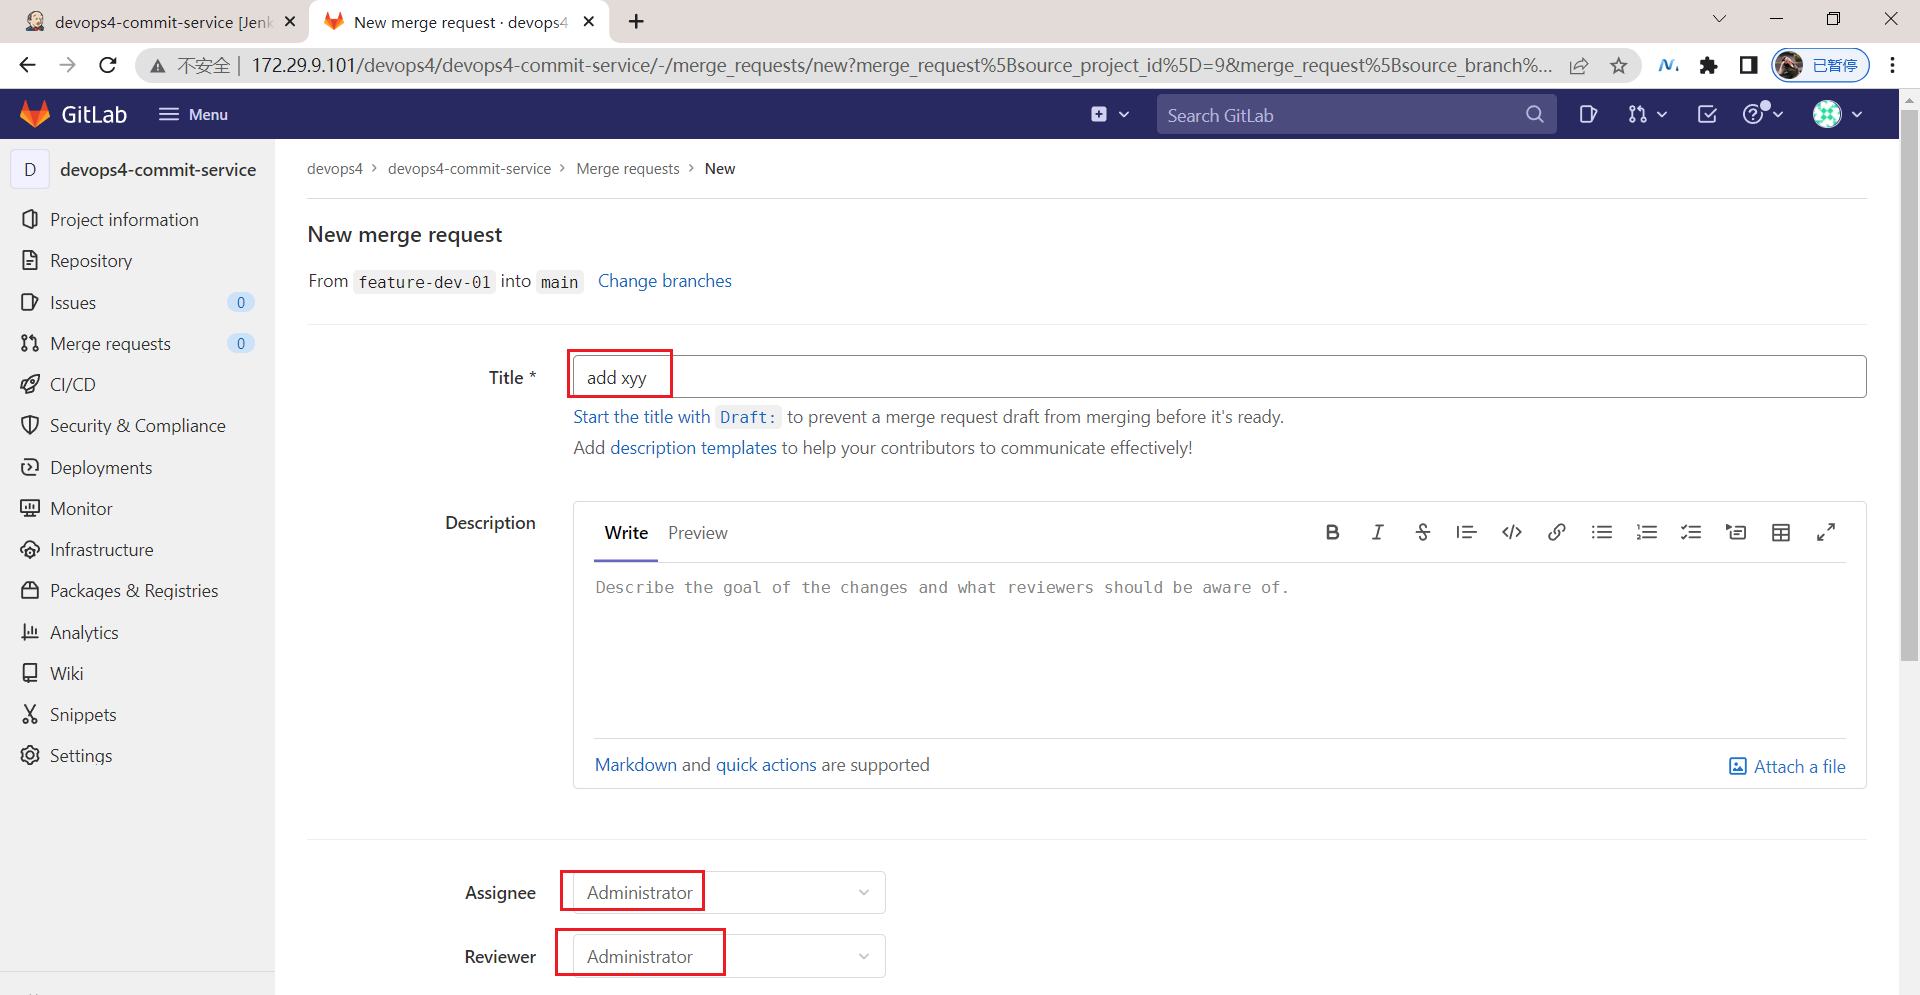 devops4-commit-service [Jenk
New merge request · devops4
不安全 | 172.29.9.101/devops4/devops4-commit-service/-/merge_requests/new?merge_request%5Bsource_project_id%5D=9&merge_request%5Bsource_branch%... 已暂停
GitLab Menu Search GitLab
D devops4-commit-service
Project information
Repository
Issues 0
Merge requests 0
CI/CD
Security & Compliance
Deployments
Monitor
Infrastructure
Packages & Registries
Analytics
Wiki
Snippets
Settings
devops4 > devops4-commit-service > Merge requests > New
New merge request
From feature-dev-01 into main Change branches
Title * add xyy
Start the title with Draft: to prevent a merge request draft from merging before it's ready.
Add description templates to help your contributors to communicate effectively!
Description Write Preview
Describe the goal of the changes and what reviewers should be aware of.
Markdown and quick actions are supported Attach a file
Assignee Administrator
Reviewer Administrator